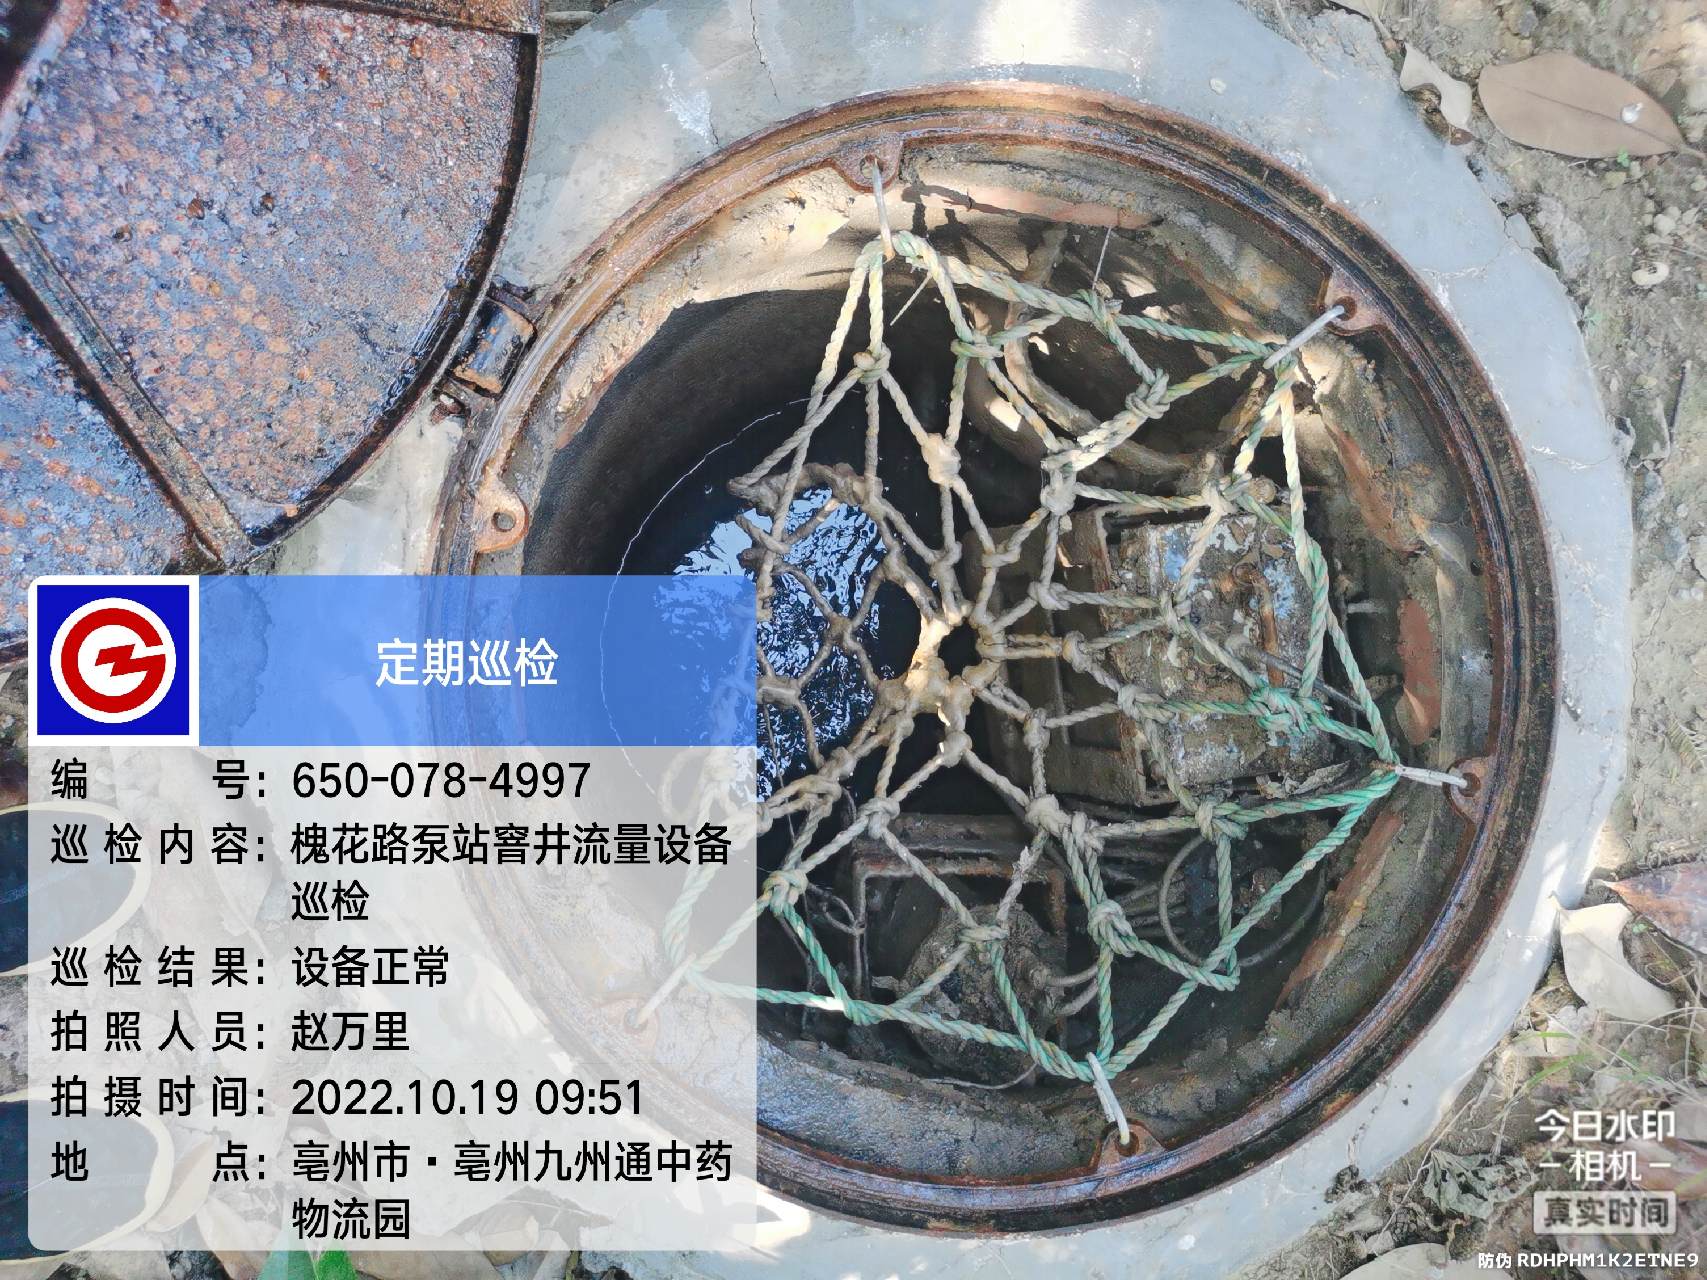 定期巡检
编号：650-078-4997
巡检内容：槐花路泵站窨井流量设备
巡检
巡检结果：设备正常
拍照人员：赵万里
拍摄时间：2022.10.19 09:51
地点：亳州市·亳州九州通中药
物流园
今日水印
-相机-
真实时间
防伪 RDHPHM1K2ETNE9